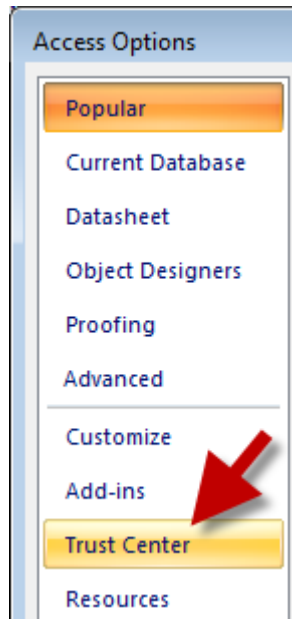 Access Options
Popular
Current Database
Datasheet
Object Designers
Proofing
Advanced
Customize
Add-ins
Trust Center
Resources